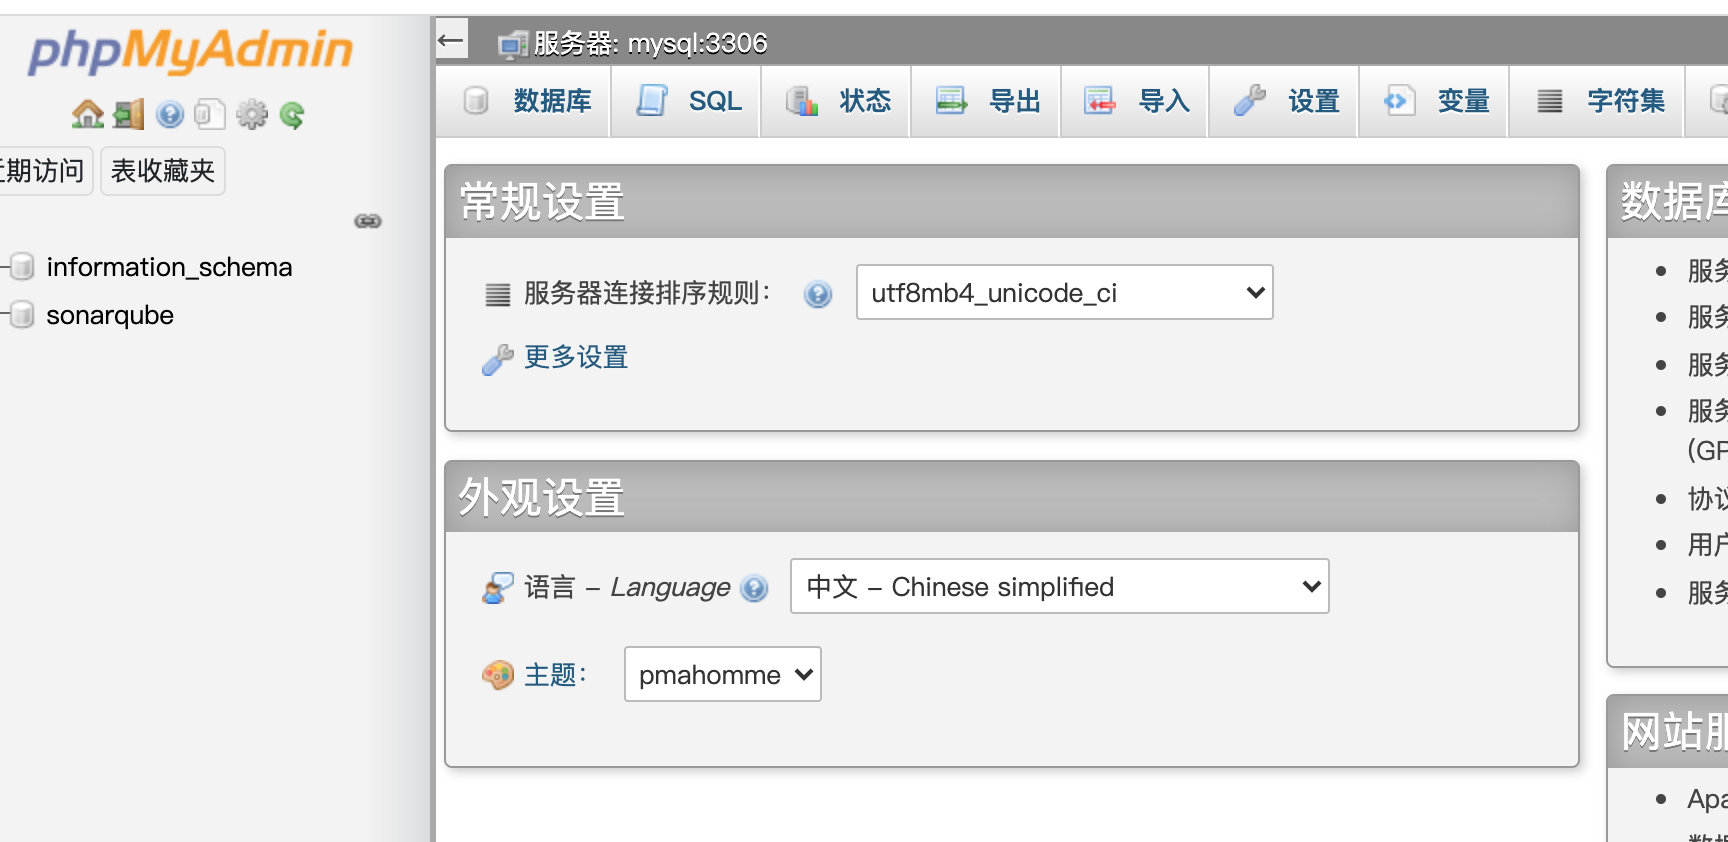 phpMyAdmin
期访问
表收藏夹
information_schema
sonarqube
服务器: mysql:3306
数据库
SQL
状态
导出
导入
设置
变量
字符集
常规设置
服务器连接排序规则：
utf8mb4_unicode_ci
更多设置
外观设置
语言 - Language
中文 - Chinese simplified
主题：
pmahomme
数据库
服务
服务
服务
服务
(GP
协议
用户
服务
网站服
Apa
数据